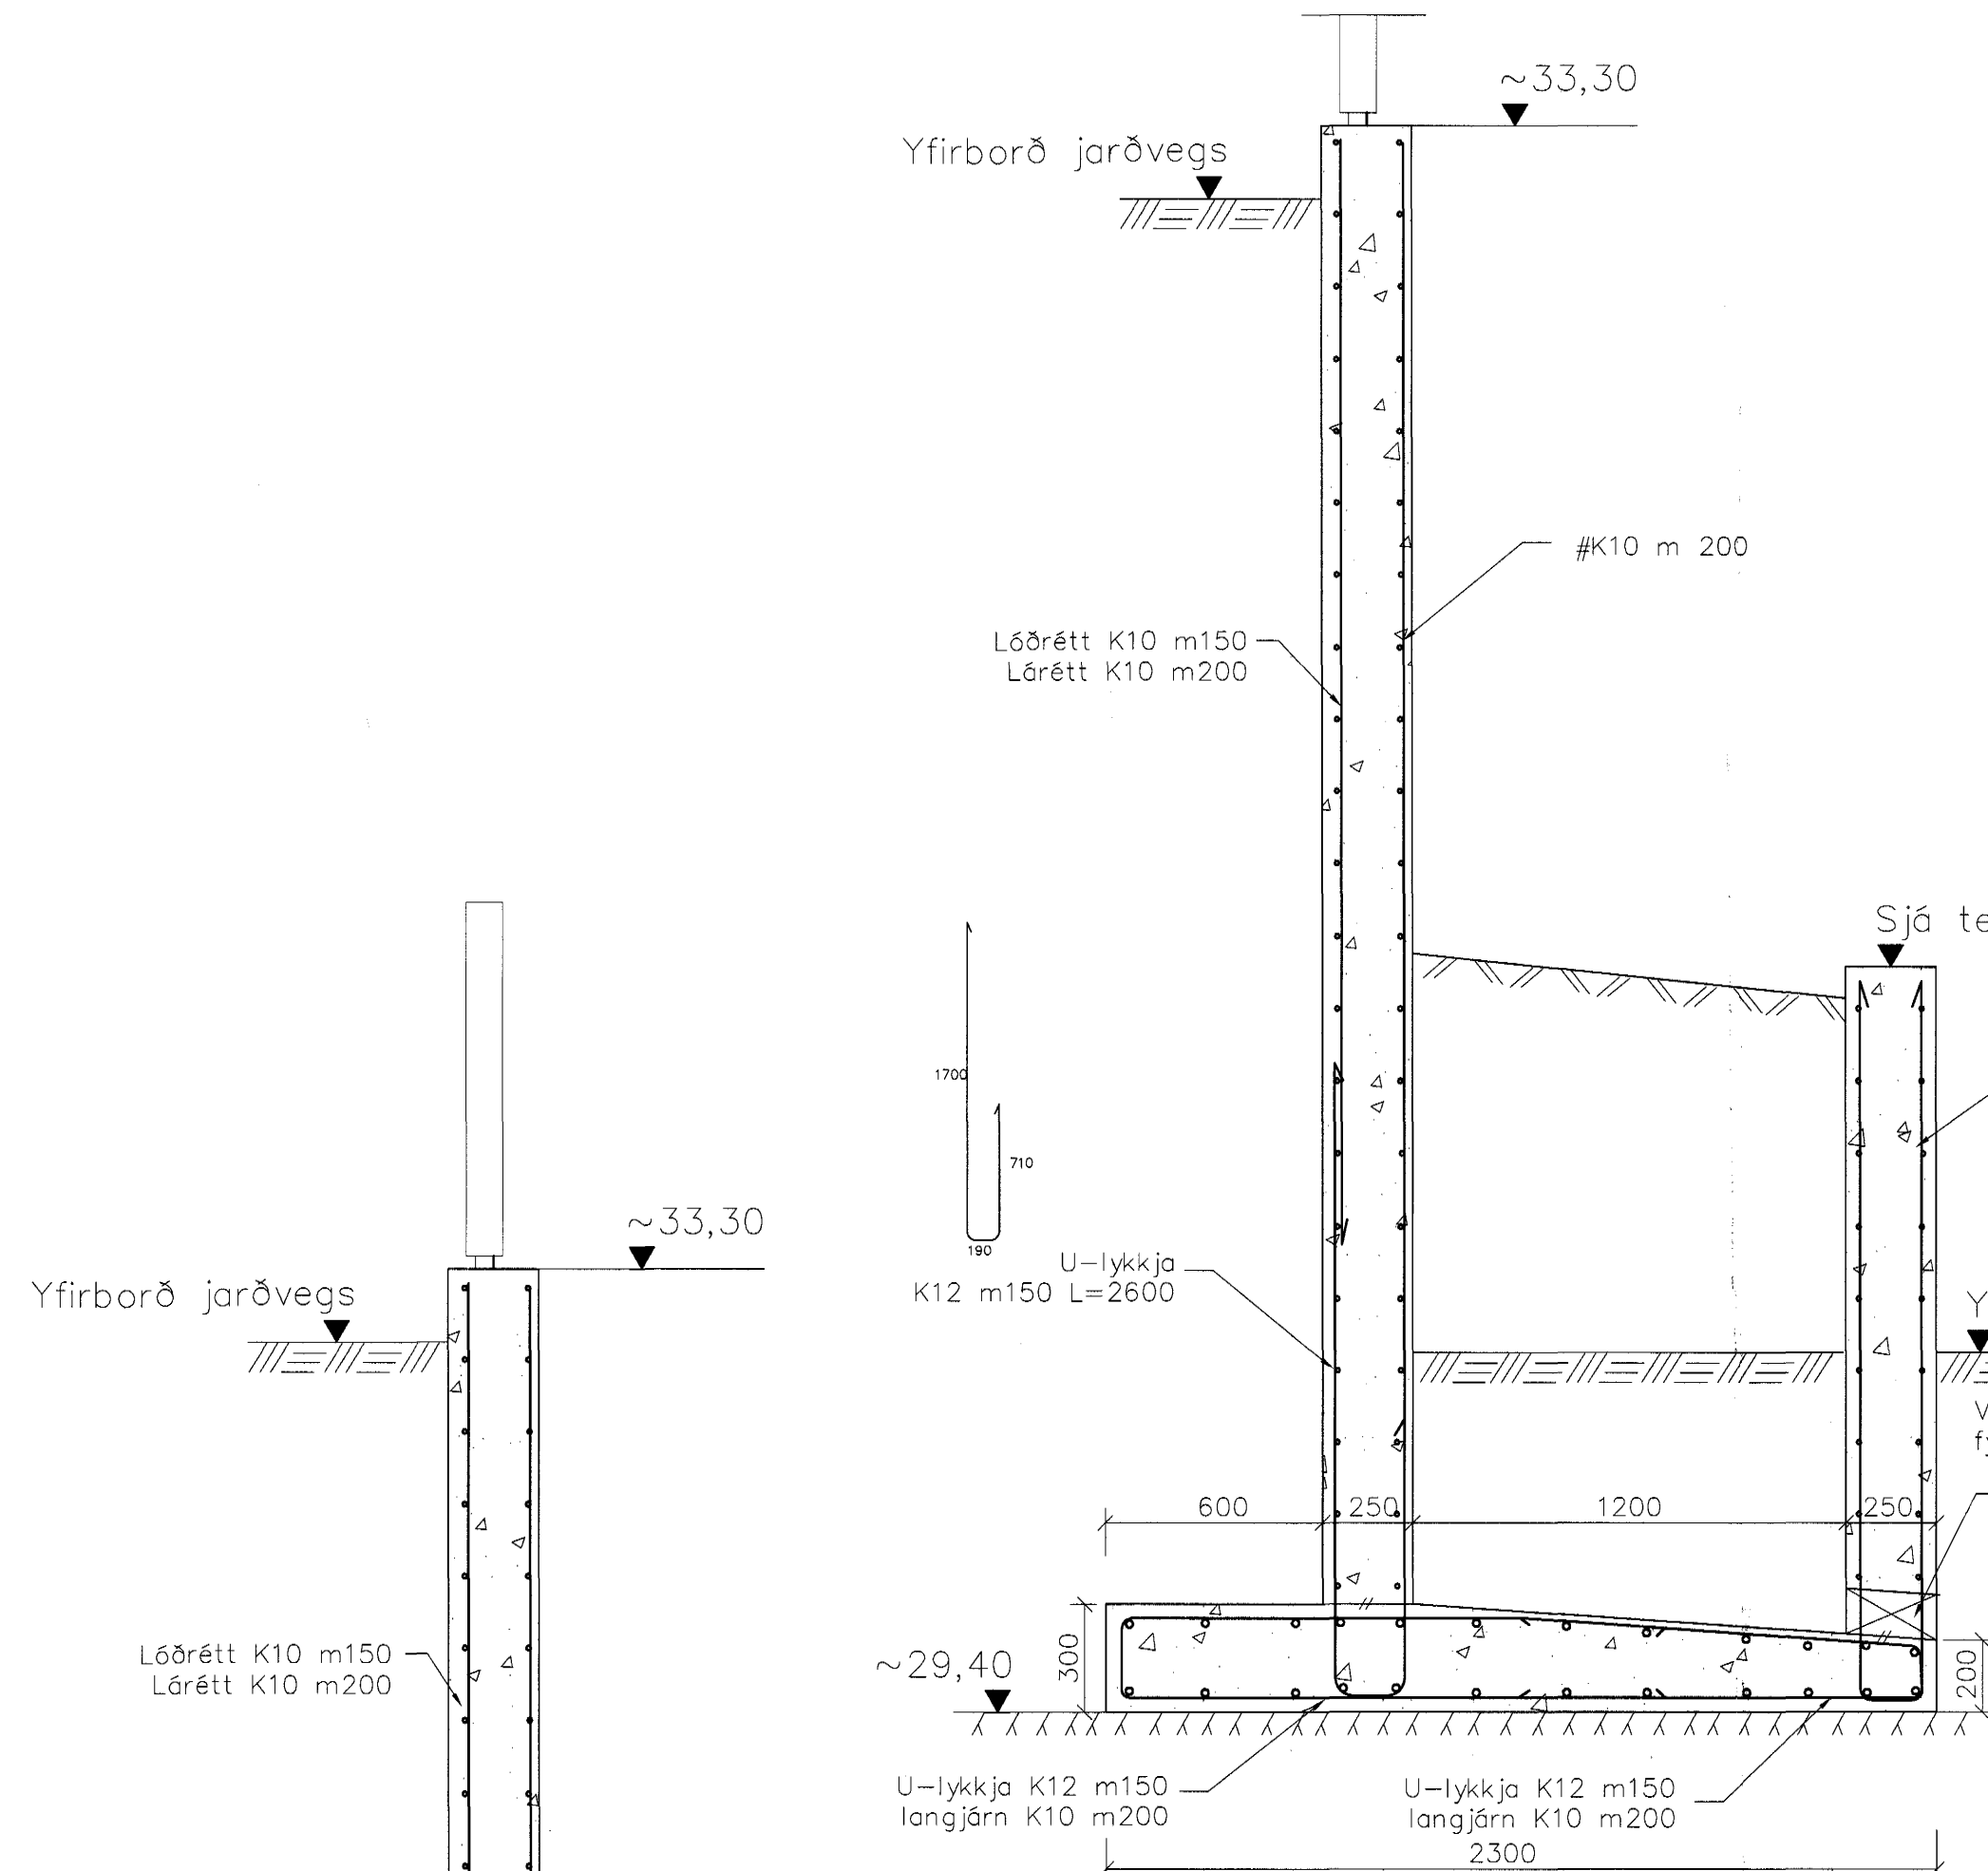 ~33,30
Yfirborð jarðvegs
#K10 m 200
Lóðrétt K10 m150
Lárétt K10 m200
Sjá te
1700
710
190
U-lykkja
K12 m150 L=2600
~33,30
Yfirborð jarðvegs
Y
V
fy
600
250
1200
250
Lóðrétt K10 m150
Lárétt K10 m200
~29,40
300
200
U-lykkja K12 m150
langjárn K10 m200
U-lykkja K12 m150
langjárn K10 m200
2300